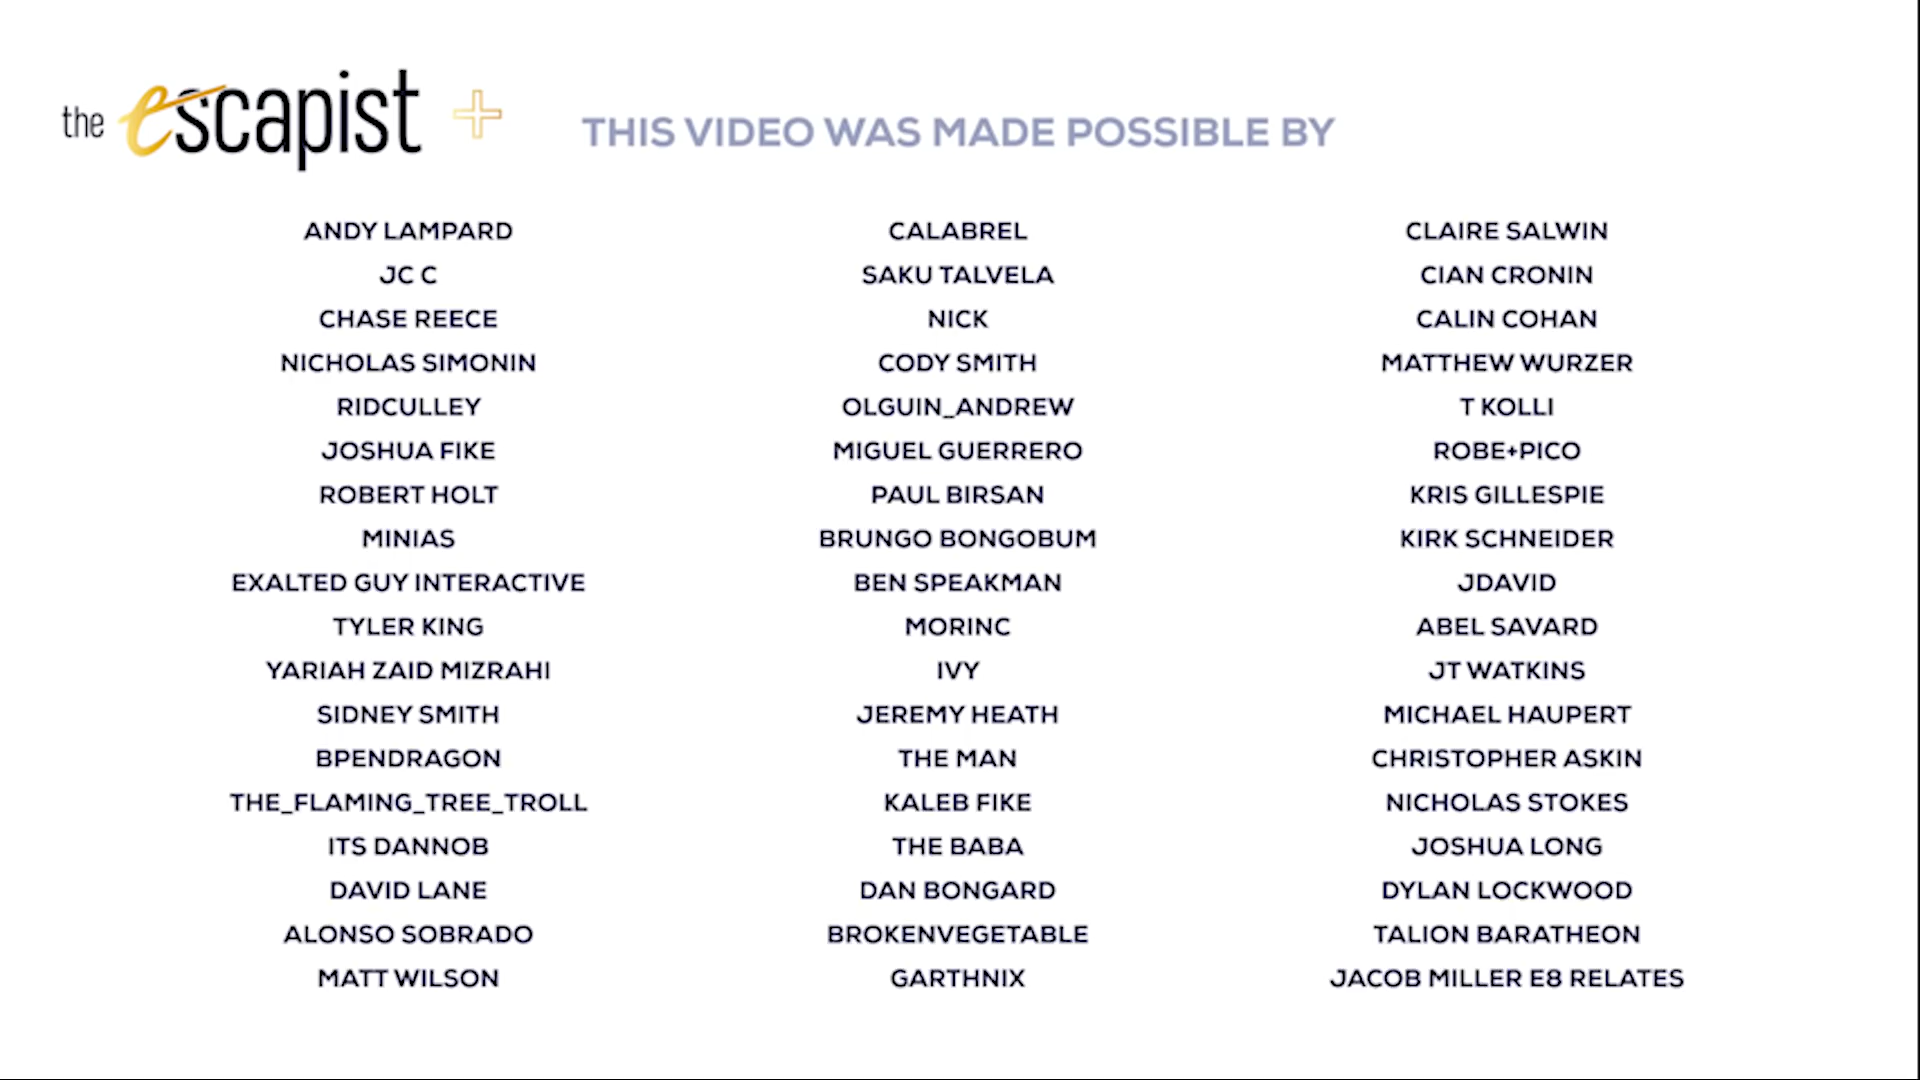 the escapist +
THIS VIDEO WAS MADE POSSIBLE BY
ANDY LAMPARD
JC C
CHASE REECE
NICHOLAS SIMONIN
RIDCULLEY
JOSHUA FIKE
ROBERT HOLT
MINIAS
EXALTED GUY INTERACTIVE
TYLER KING
YARIAH ZAID MIZRAHI
SIDNEY SMITH
BPENDRAGON
THE_FLAMING_TREE_TROLL
ITS DANNOB
DAVID LANE
ALONSO SOBRADO
MATT WILSON
CALABREL
SAKU TALVELA
NICK
CODY SMITH
OLGUIN_ANDREW
MIGUEL GUERRERO
PAUL BIRSAN
BRUNGO BONGOBUM
BEN SPEAKMAN
MORINC
IVY
JEREMY HEATH
THE MAN
KALEB FIKE
THE BABA
DAN BONGARD
BROKENVEGETABLE
GARTHNIX
CLAIRE SALWIN
CIAN CRONIN
CALIN COHAN
MATTHEW WURZER
T KOLLI
ROBE+PICO
KRIS GILLESPIE
KIRK SCHNEIDER
JDAVID
ABEL SAVARD
JT WATKINS
MICHAEL HAUPERT
CHRISTOPHER ASKIN
NICHOLAS STOKES
JOSHUA LONG
DYLAN LOCKWOOD
TALION BARATHEON
JACOB MILLER E8 RELATES